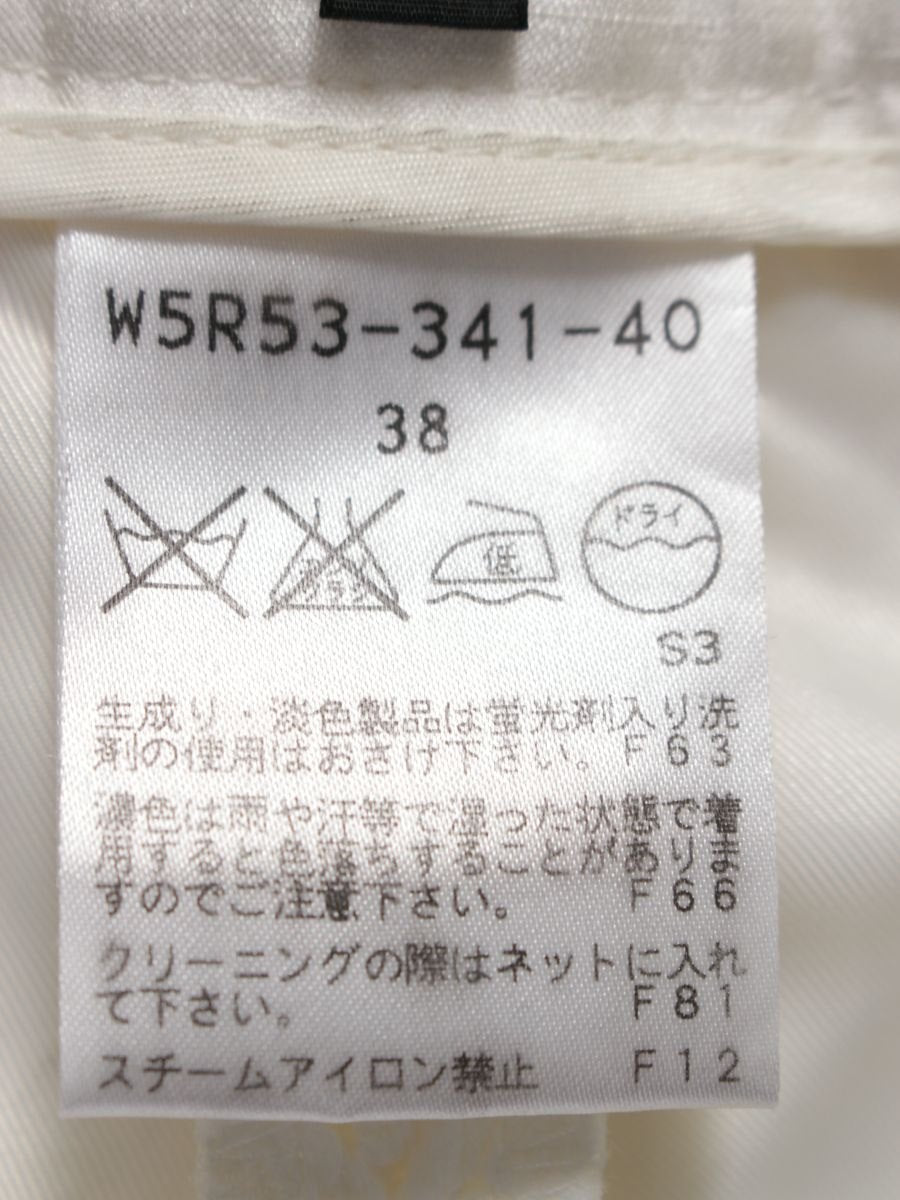 W5R53-341-40
38
低
ドライ
S3
生成り・淡色製品は蛍光剤入り洗
剤の使用はおさけ下さい。F63
濃色は雨や汗等で湿った状態で着
用すると色落ちすることがありま
すのでご注意下さい。 F66
クリーニングの際はネットに入れ
て下さい。 F81
スチームアイロン禁止 F12